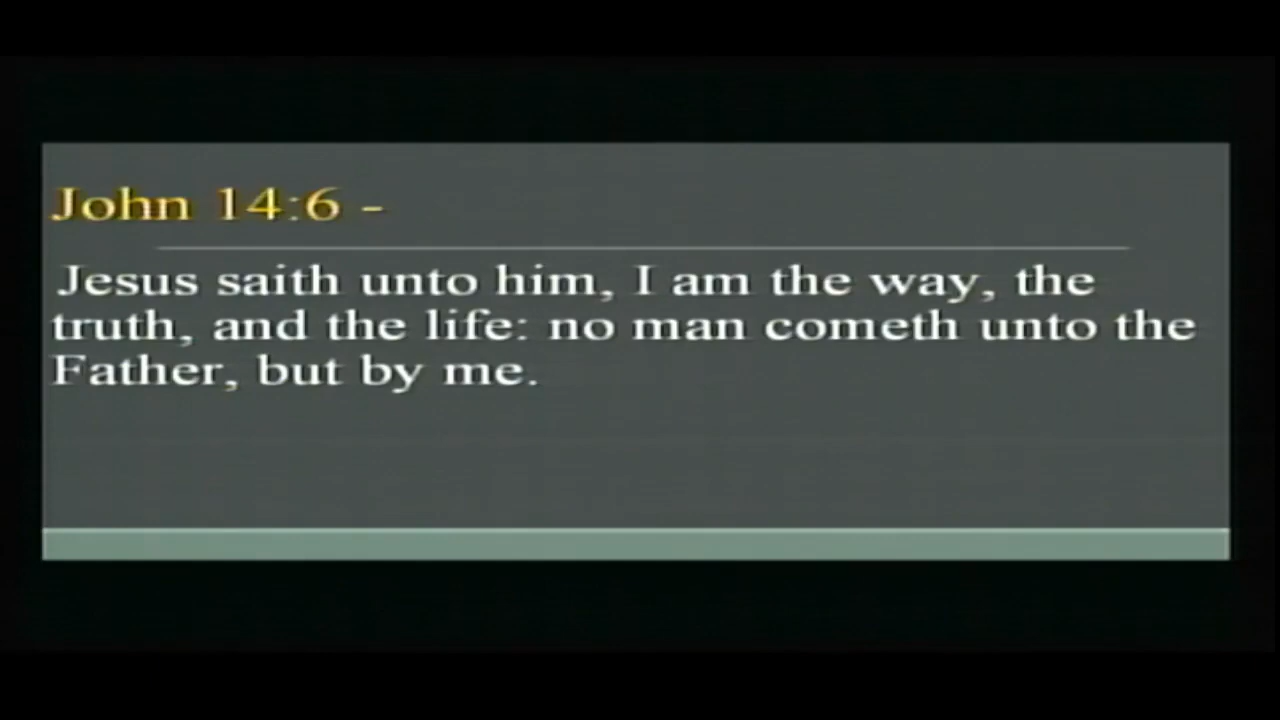 John 14:6 -
Jesus saith unto him, I am the way, the
truth, and the life: no man cometh unto the
Father, but by me.